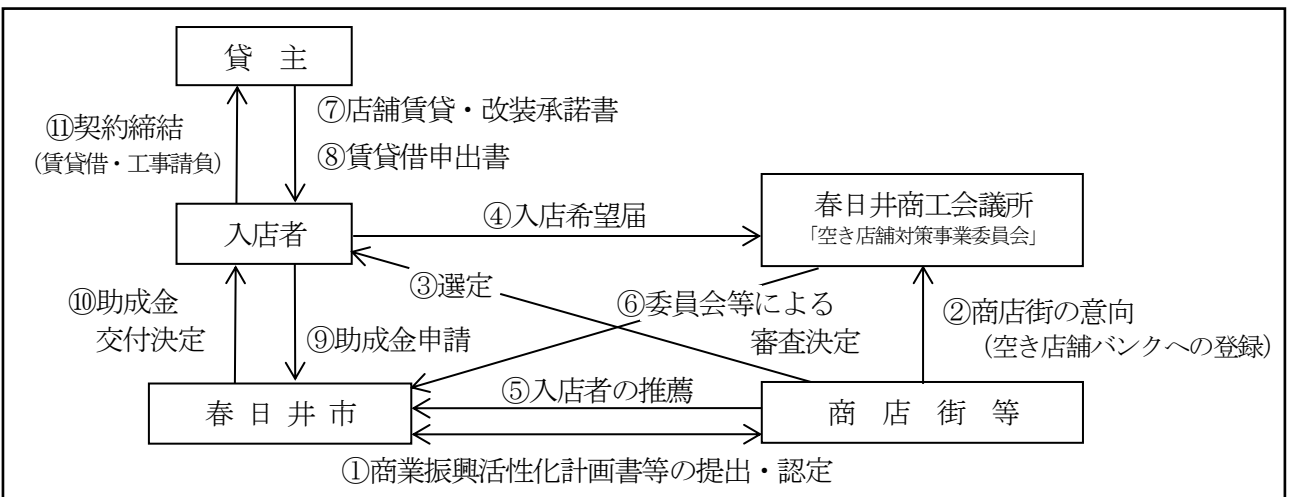 貸 主
⑦店舗賃貸・改装承諾書
⑪契約締結
(賃貸借・工事請負)
⑧賃貸借申出書
入店者
④入店希望届
春日井商工会議所
「空き店舗対策事業委員会」
③選定
⑩助成金
交付決定
⑥委員会等による
審査決定
②商店街の意向
(空き店舗バンクへの登録)
⑨助成金申請
⑤入店者の推薦
春 日 井 市
商 店 街 等
①商業振興活性化計画書等の提出・認定